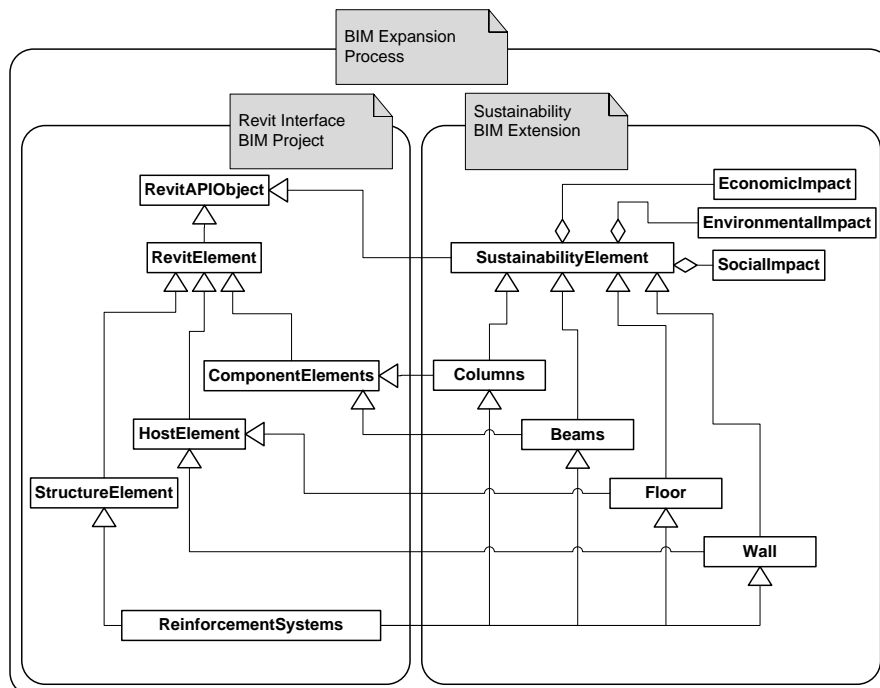 BIM Expansion
Process
Revit Interface
BIM Project
Sustainability
BIM Extension
RevitAPIObject
EconomicImpact
EnvironmentalImpact
RevitElement
SustainabilityElement
SocialImpact
ComponentElements
Columns
HostElement
Beams
StructureElement
Floor
Wall
ReinforcementSystems